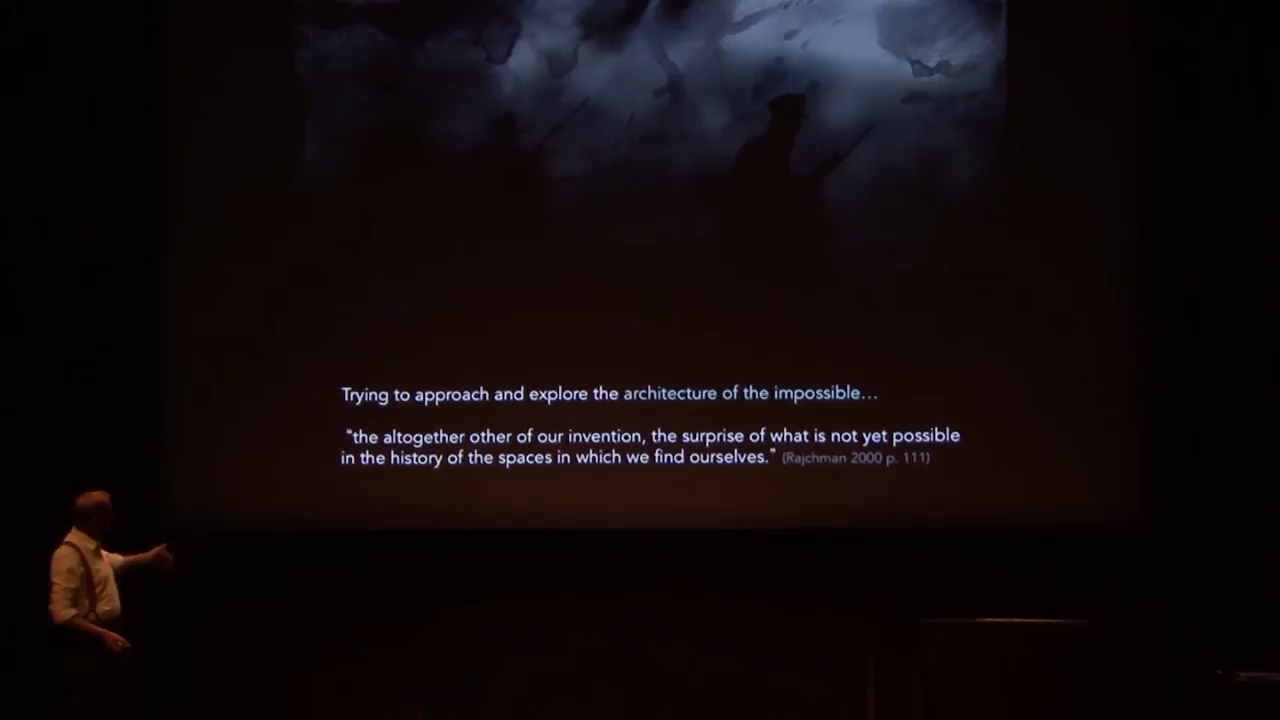 Trying to approach and explore the architecture of the impossible...
"the altogether other of our invention, the surprise of what is not yet possible
in the history of the spaces in which we find ourselves." (Rajchman 2000 p. 111)